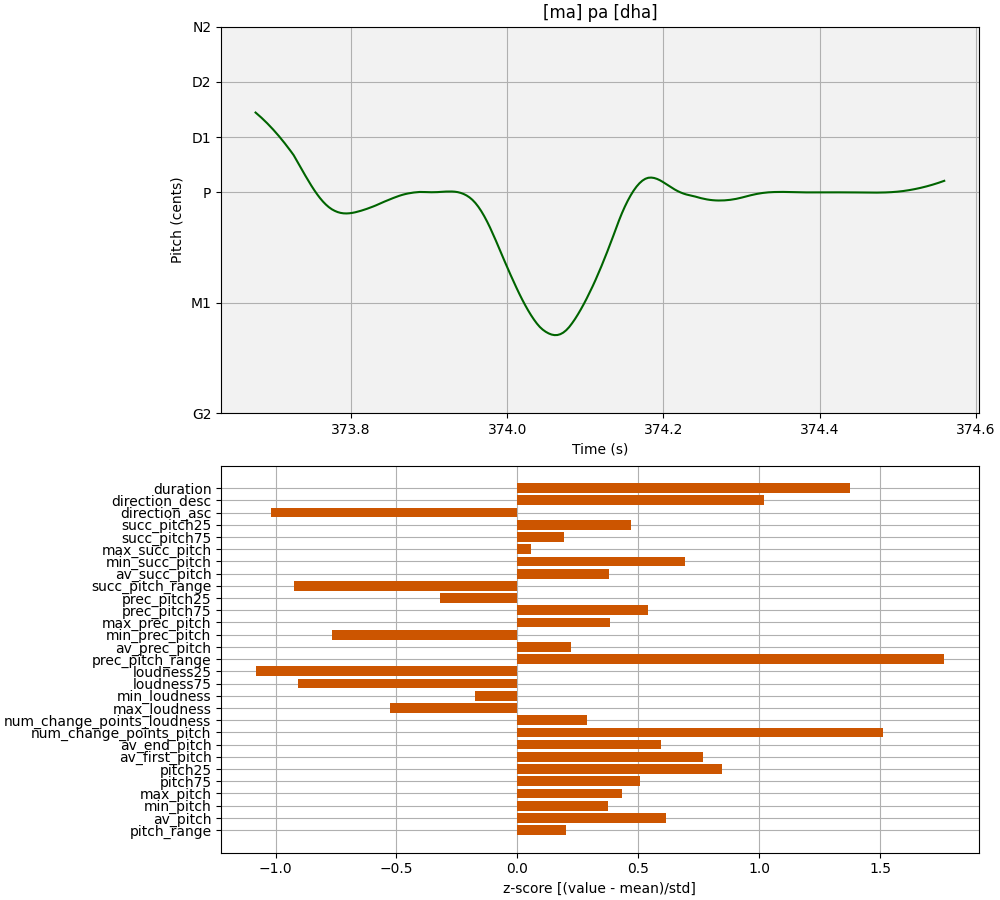 [ma] pa [dha]
N2
D2
D1
P
M1
G2
Pitch (cents)
373.8 374.0 374.2 374.4 374.6
Time (s)
duration
direction_desc
direction_asc
succ_pitch25
succ_pitch75
max_succ_pitch
min_succ_pitch
av_succ_pitch
succ_pitch_range
prec_pitch25
prec_pitch75
max_prec_pitch
min_prec_pitch
av_prec_pitch
prec_pitch_range
loudness25
loudness75
min_loudness
max_loudness
num_change_points_loudness
num_change_points_pitch
av_end_pitch
av_first_pitch
pitch25
pitch75
max_pitch
min_pitch
av_pitch
pitch_range
−1.0 −0.5 0.0 0.5 1.0 1.5
z-score [(value - mean)/std]